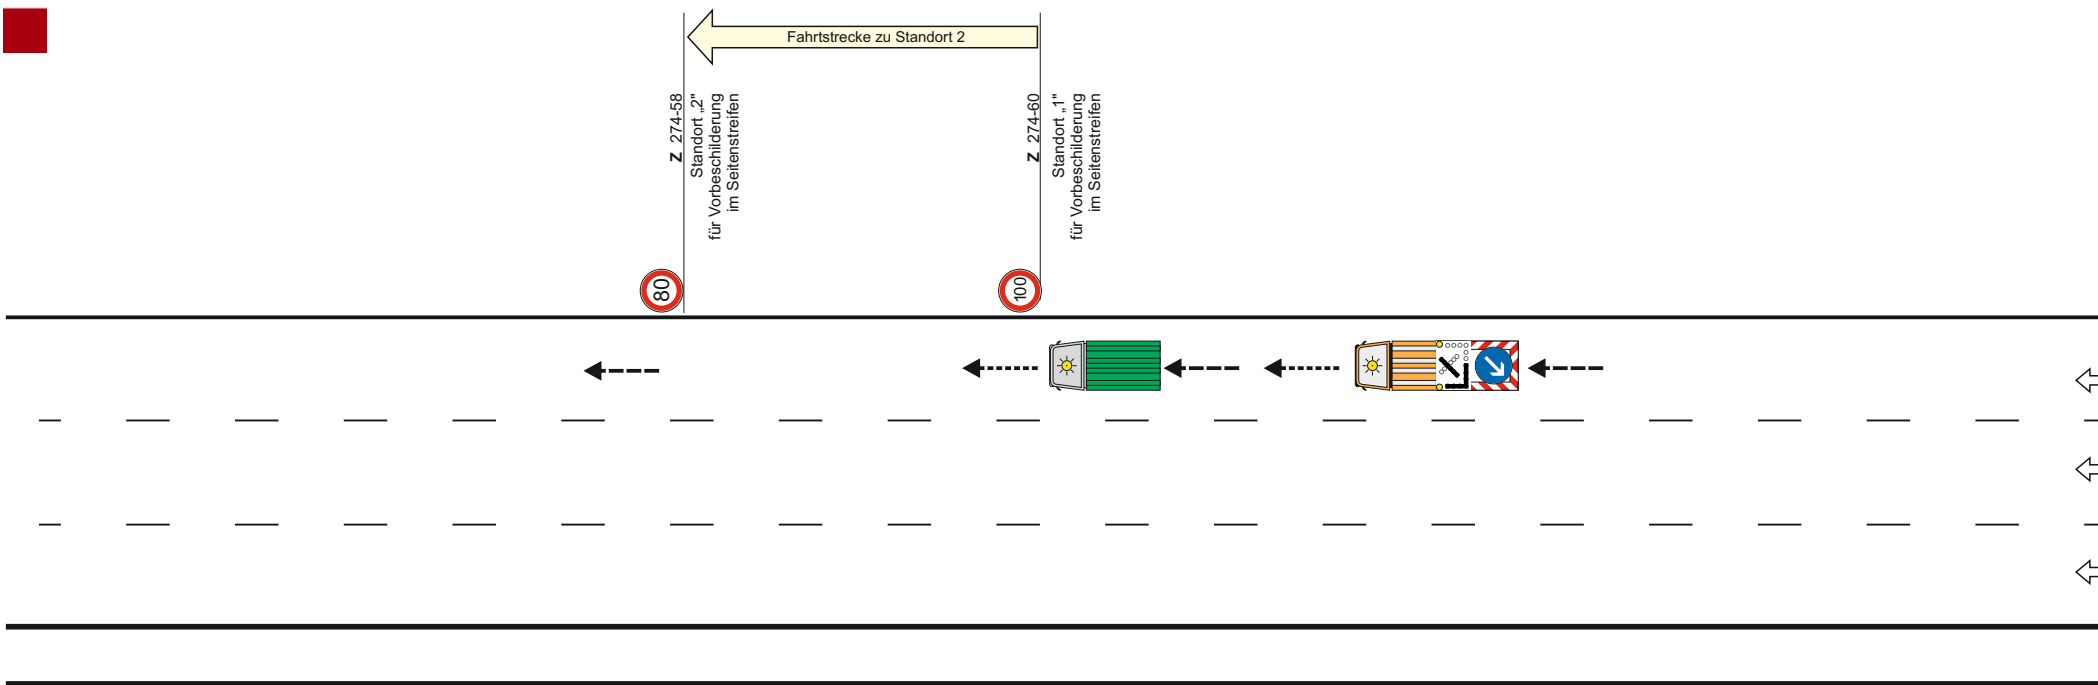 Fahrtstrecke zu Standort 2
Z 274-58
Standort „2"
für Vorbeschilderung
im Seitenstreifen
Z 274-60
Standort „1"
für Vorbeschilderung
im Seitenstreifen
80
100